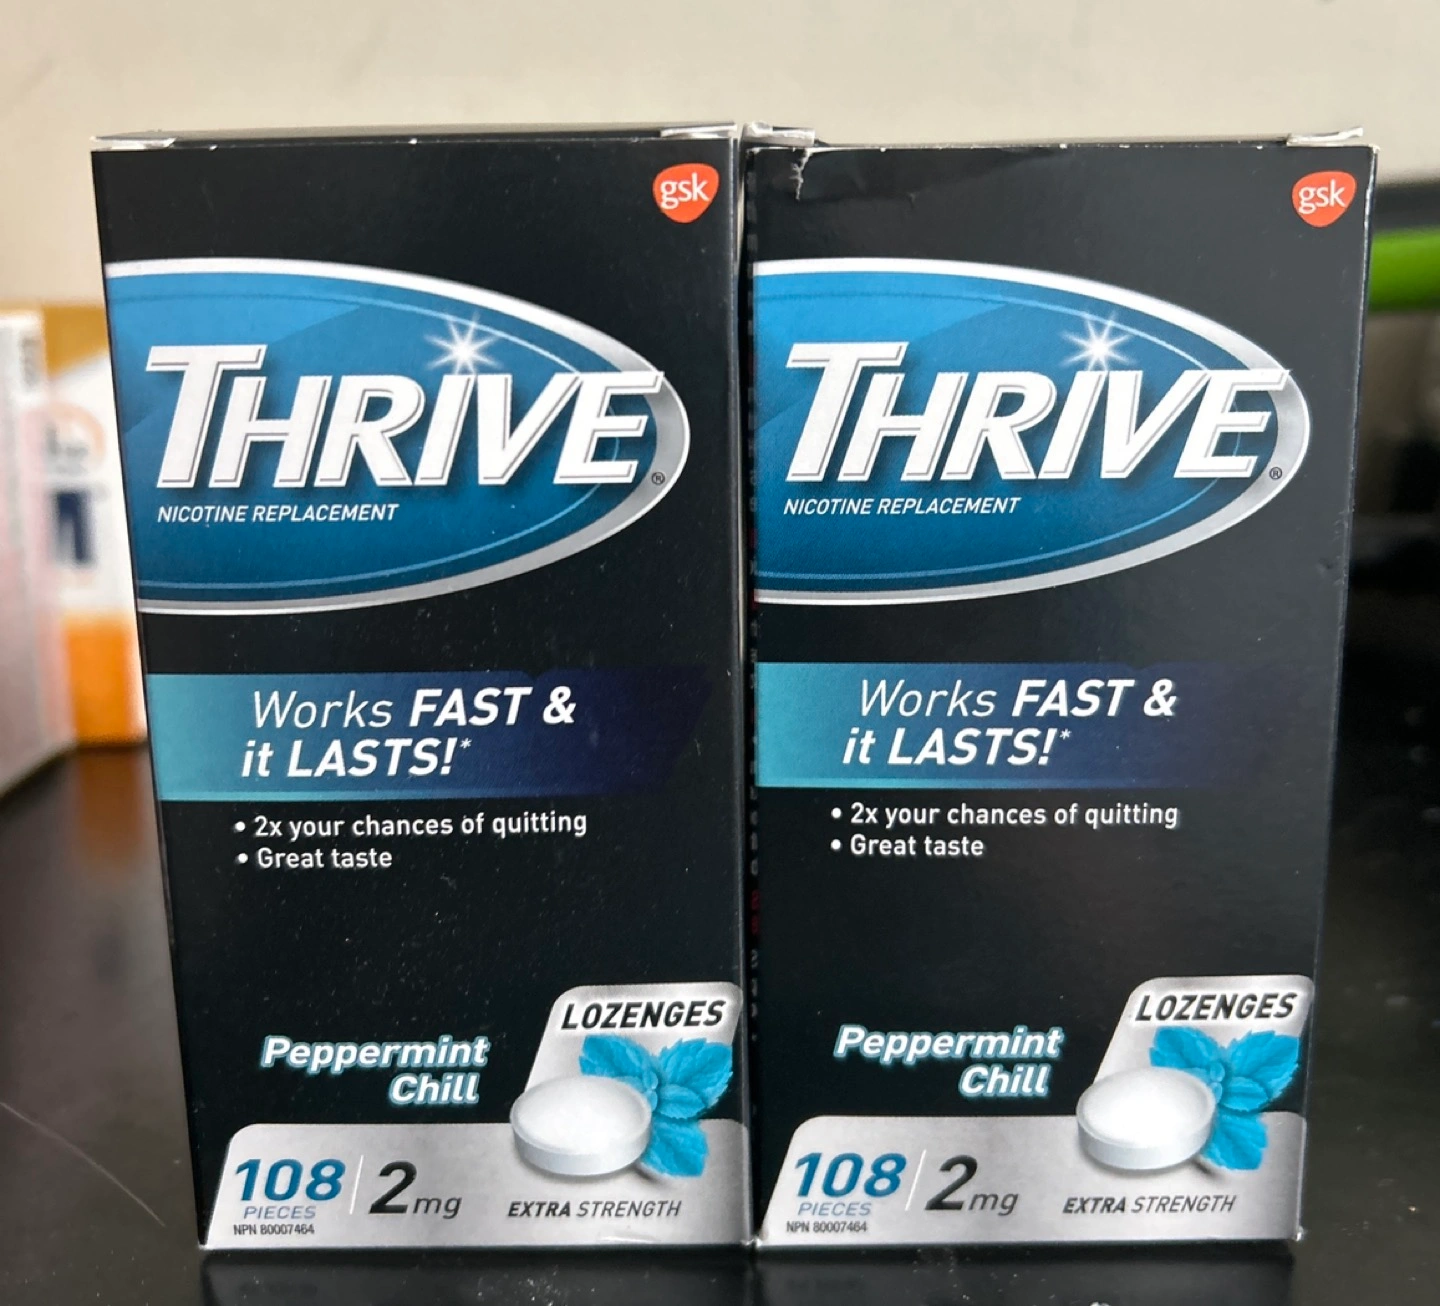 gsk
THRIVE®
NICOTINE REPLACEMENT
Works FAST &
it LASTS!*
• 2x your chances of quitting
• Great taste
LOZENGES
Peppermint
Chill
108 2mg
PIECES
EXTRA STRENGTH
NPN 80007464
gsk
THRIVE®
NICOTINE REPLACEMENT
Works FAST &
it LASTS!*
• 2x your chances of quitting
• Great taste
LOZENGES
Peppermint
Chill
108 2mg
PIECES
EXTRA STRENGTH
NPN 80007464